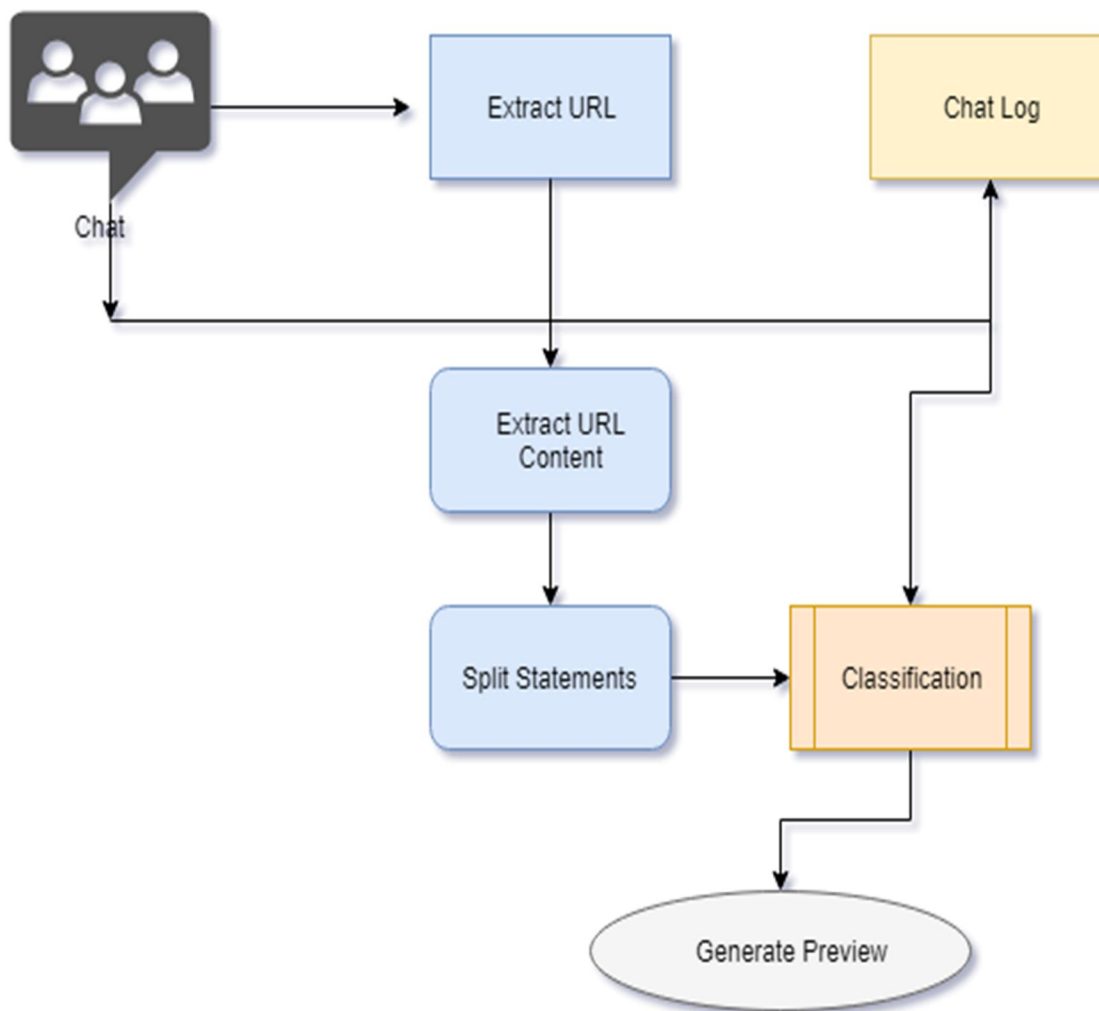 Extract URL
Chat Log
Chat
Extract URL
Content
Split Statements
Classification
Generate Preview